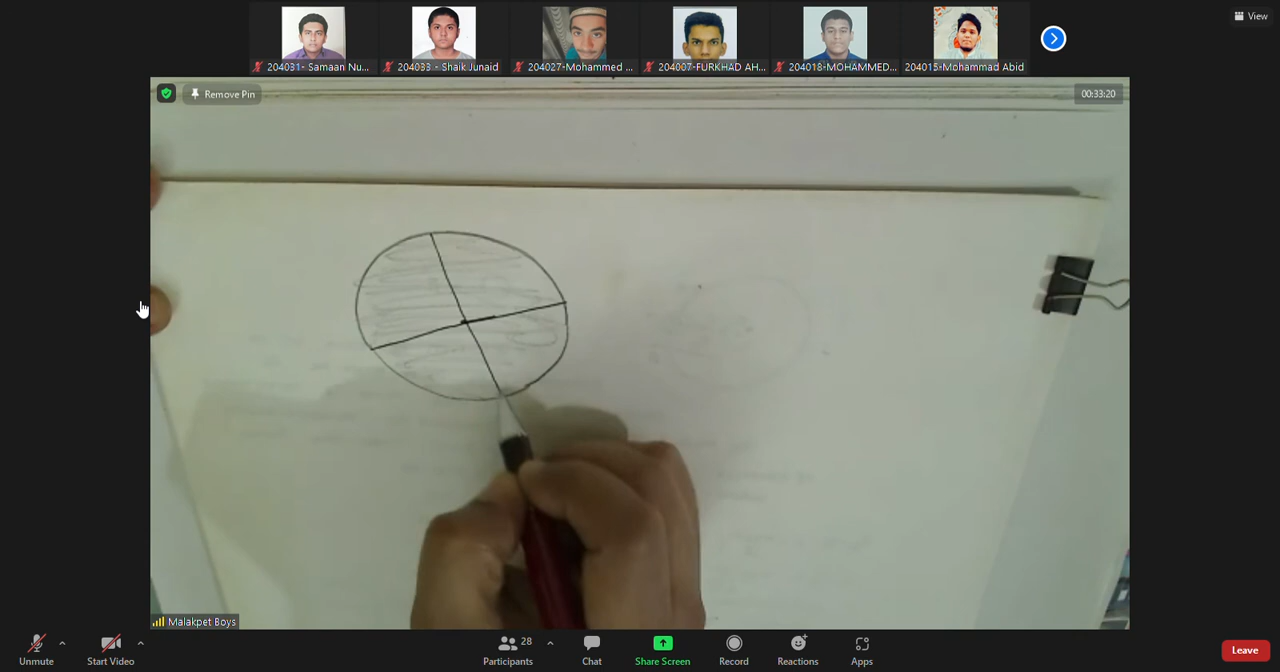 View
204031- Samaan Nu...
204033 - Shaik Junaid
204027-Mohammed ...
204007-FURKHAD AH...
204018-MOHAMMED...
204015-Mohammad Abid
Remove Pin
00:33:20
Malakpet Boys
Unmute
Start Video
Participants
28
Chat
Share Screen
Record
Reactions
Apps
Leave